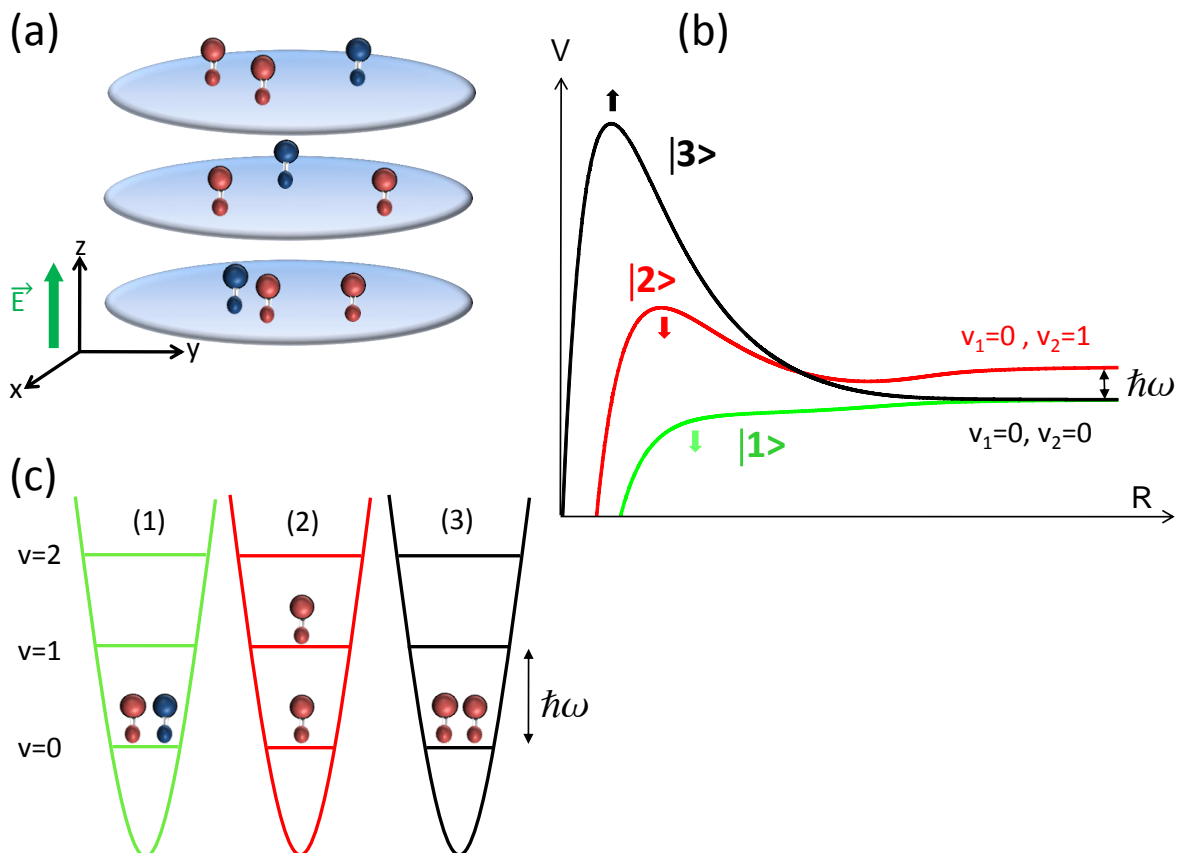 (a)
z
E
y
x
(b)
V
|3>
|2>
v₁=0 , v₂=1
ħω
|1>
v₁=0, v₂=0
R
(c)
(1)
(2)
(3)
v=2
v=1
ħω
v=0